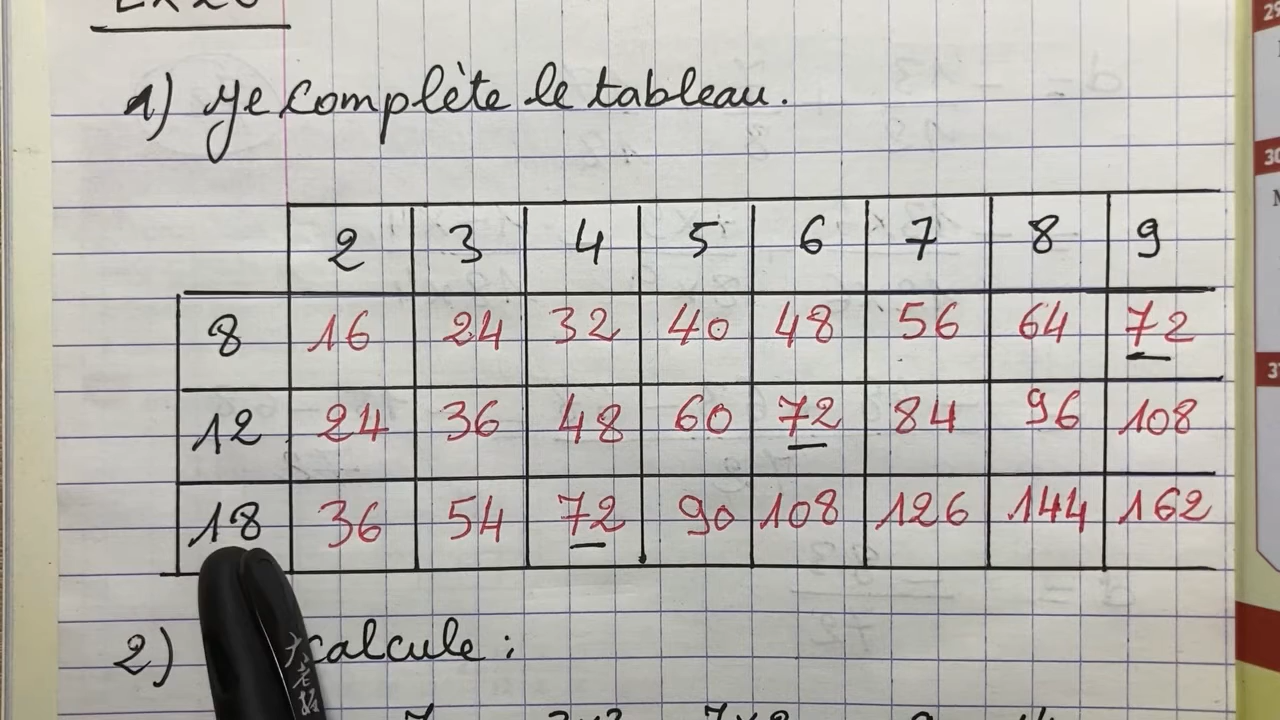 1) Je complète le tableau.
2 3 4 5 6 7 8 9
8 16 24 32 40 48 56 64 72
12 24 36 48 60 72 84 96 108
18 36 54 72 90 108 126 144 162
2) calcule :
29
30